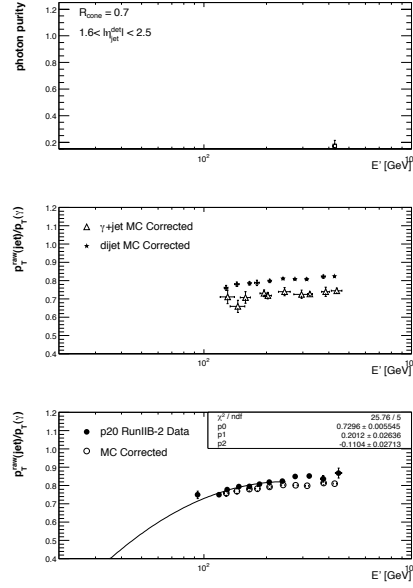 photon purity
1.2
1
0.8
0.6
0.4
0.2
R_cone = 0.7
1.6< |η^det_jet| < 2.5
10²
10
E' [GeV]
p_T^raw(jet)/p_T(γ)
1.2
1.1
1.0
0.9
0.8
0.7
0.6
0.5
0.4
γ+jet MC Corrected
dijet MC Corrected
10²
10
E' [GeV]
p_T^raw(jet)/p_T(γ)
1.2
1.1
1.0
0.9
0.8
0.7
0.6
0.5
0.4
p20 RunIIB-2 Data
MC Corrected
χ² / ndf 25.76 / 5
p0 0.7296 ± 0.005545
p1 0.2012 ± 0.02636
p2 -0.1104 ± 0.02713
10²
10
E' [GeV]